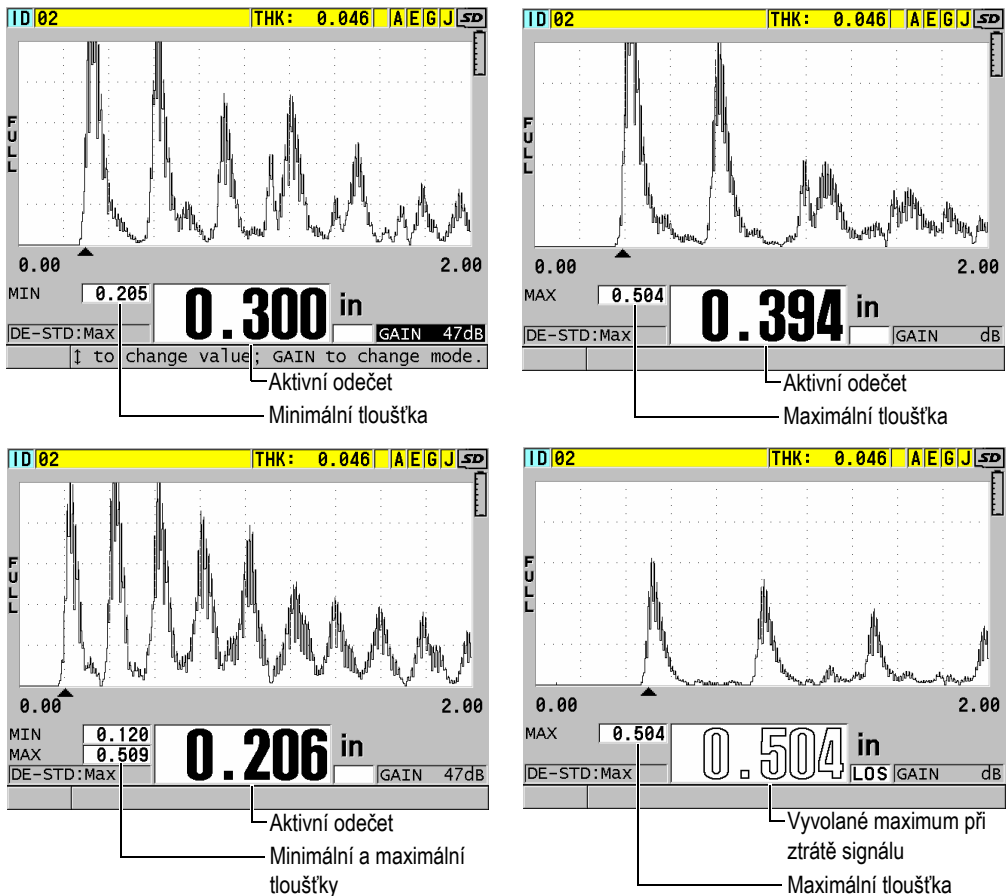 ID 02 THK: 0.046 A E G J SD
FULL
0.00 2.00
MIN 0.205
0.300 in
DE-STD:Max GAIN 47dB
↕ to change value; GAIN to change mode.
Aktivní odečet
Minimální tloušťka
ID 02 THK: 0.046 A E G J SD
FULL
0.00 2.00
MAX 0.504
0.394 in
DE-STD:Max GAIN dB
Aktivní odečet
Maximální tloušťka
ID 02 THK: 0.046 A E G J SD
FULL
0.00 2.00
MIN 0.120
MAX 0.509
0.206 in
DE-STD:Max GAIN 47dB
Aktivní odečet
Minimální a maximální
tloušťky
ID 02 THK: 0.046 A E G J SD
FULL
0.00 2.00
MAX 0.504
0.504 in
DE-STD:Max LOS GAIN dB
Vyvolané maximum při
ztrátě signálu
Maximální tloušťka